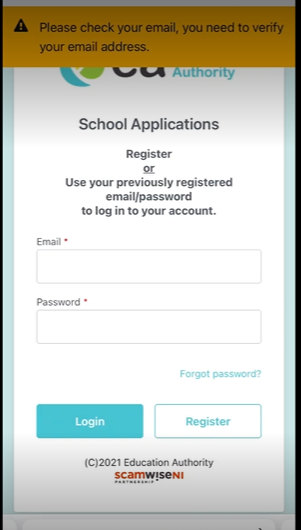 Please check your email, you need to verify
your email address.
ea
Authority
School Applications
Register
or
Use your previously registered
email/password
to log in to your account.
Email *
Password *
Forgot password?
Login
Register
(C)2021 Education Authority
scamwiseNI
PARTNERSHIP